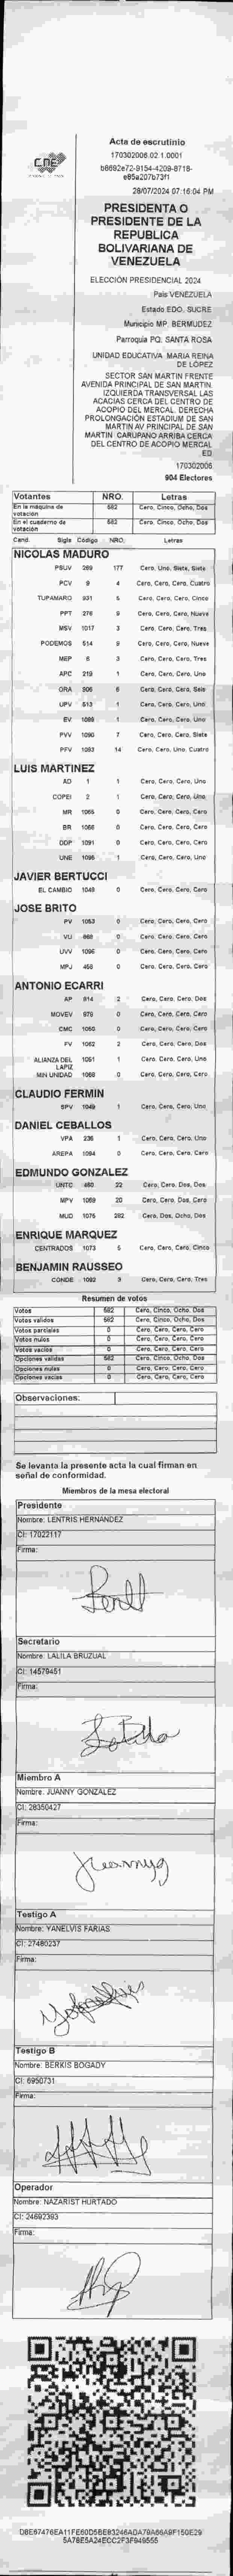 Acta de escrutinio
CNE
170302006.02.1.0001
b8692e72-9154-4209-8718-
e85a207b73f1
28/07/2024 07:16:04 PM
PRESIDENTA O
PRESIDENTE DE LA
REPUBLICA
BOLIVARIANA DE
VENEZUELA
ELECCIÓN PRESIDENCIAL 2024
País VENEZUELA
Estado EDO. SUCRE
Municipio MP. BERMUDEZ
Parroquia PQ. SANTA ROSA
UNIDAD EDUCATIVA MARIA REINA
DE LÓPEZ
SECTOR SAN MARTIN FRENTE
AVENIDA PRINCIPAL DE SAN MARTIN.
IZQUIERDA TRANSVERSAL LAS
ACACIAS CERCA DEL CENTRO DE
ACOPIO DEL MERCAL. DERECHA
PROLONGACIÓN ESTADIUM DE SAN
MARTIN AV PRINCIPAL DE SAN
MARTIN CARUPANO ARRIBA CERCA
DEL CENTRO DE ACOPIO MERCAL
ED
170302006
904 Electores
Votantes NRO. Letras
En la máquina de votación 582 Cero, Cinco, Ocho, Dos
En el cuaderno de votación 582 Cero, Cinco, Ocho, Dos
Cand. Sigla Código NRO. Letras
NICOLAS MADURO
PSUV 289 177 Cero, Uno, Siete, Siete
PCV 9 4 Cero, Cero, Cero, Cuatro
TUPAMARO 931 5 Cero, Cero, Cero, Cinco
PPT 276 9 Cero, Cero, Cero, Nueve
MSV 1017 3 Cero, Cero, Cero, Tres
PODEMOS 514 9 Cero, Cero, Cero, Nueve
MEP 6 3 Cero, Cero, Cero, Tres
APC 219 1 Cero, Cero, Cero, Uno
ORA 906 6 Cero, Cero, Cero, Seis
UPV 513 1 Cero, Cero, Cero, Uno
EV 1089 1 Cero, Cero, Cero, Uno
PVV 1090 7 Cero, Cero, Cero, Siete
PFV 1093 14 Cero, Cero, Uno, Cuatro
LUIS MARTINEZ
AD 1 1 Cero, Cero, Cero, Uno
COPEI 2 1 Cero, Cero, Cero, Uno
MR 1065 0 Cero, Cero, Cero, Cero
BR 1066 0 Cero, Cero, Cero, Cero
DDP 1091 0 Cero, Cero, Cero, Cero
UNE 1095 1 Cero, Cero, Cero, Uno
JAVIER BERTUCCI
EL CAMBIO 1048 0 Cero, Cero, Cero, Cero
JOSE BRITO
PV 1053 0 Cero, Cero, Cero, Cero
VU 868 0 Cero, Cero, Cero, Cero
UVV 1096 0 Cero, Cero, Cero, Cero
MPJ 458 0 Cero, Cero, Cero, Cero
ANTONIO ECARRI
AP 914 2 Cero, Cero, Cero, Dos
MOVEV 979 0 Cero, Cero, Cero, Cero
CMC 1050 0 Cero, Cero, Cero, Cero
FV 1052 2 Cero, Cero, Cero, Dos
ALIANZA DEL LAPIZ 1051 1 Cero, Cero, Cero, Uno
MIN UNIDAD 1068 0 Cero, Cero, Cero, Cero
CLAUDIO FERMIN
SPV 1049 1 Cero, Cero, Cero, Uno
DANIEL CEBALLOS
VPA 236 1 Cero, Cero, Cero, Uno
AREPA 1094 0 Cero, Cero, Cero, Cero
EDMUNDO GONZALEZ
UNTC 460 22 Cero, Cero, Dos, Dos
MPV 1069 20 Cero, Cero, Dos, Cero
MUD 1075 282 Cero, Dos, Ocho, Dos
ENRIQUE MARQUEZ
CENTRADOS 1073 5 Cero, Cero, Cero, Cinco
BENJAMIN RAUSSEO
CONDE 1092 3 Cero, Cero, Cero, Tres
Resumen de votos
Votos 582 Cero, Cinco, Ocho, Dos
Votos válidos 582 Cero, Cinco, Ocho, Dos
Votos parciales 0 Cero, Cero, Cero, Cero
Votos nulos 0 Cero, Cero, Cero, Cero
Votos vacíos 0 Cero, Cero, Cero, Cero
Opciones válidas 582 Cero, Cinco, Ocho, Dos
Opciones nulas 0 Cero, Cero, Cero, Cero
Opciones vacías 0 Cero, Cero, Cero, Cero
Observaciones:
Se levanta la presente acta la cual firman en
señal de conformidad.
Miembros de la mesa electoral
Presidente
Nombre: LENTRIS HERNANDEZ
CI: 17022117
Firma:
Secretario
Nombre: LALILA BRUZUAL
CI: 14579451
Firma:
Miembro A
Nombre: JUANNY GONZALEZ
CI: 28350427
Firma:
Testigo A
Nombre: YANELVIS FARIAS
CI: 27480237
Firma:
Testigo B
Nombre: BERKIS BOGADY
CI: 6950731
Firma:
Operador
Nombre: NAZARIST HURTADO
CI: 24692393
Firma: